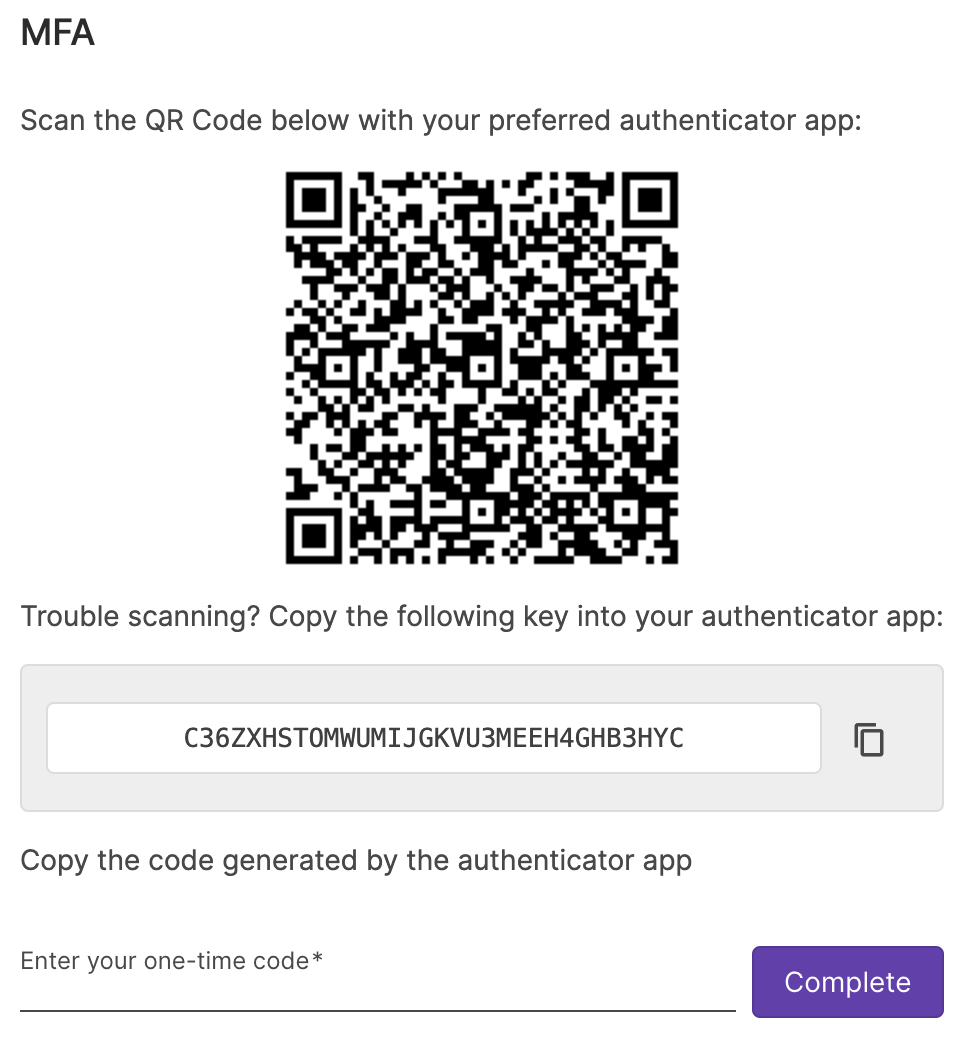 MFA
Scan the QR Code below with your preferred authenticator app:
Trouble scanning? Copy the following key into your authenticator app:
C36ZXHSTOMWUMIJGKVU3MEEH4GHB3HYC
Copy the code generated by the authenticator app
Enter your one-time code*
Complete